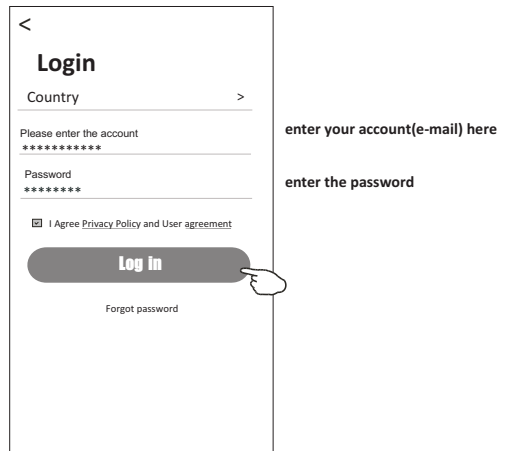 <
Login
Country >
Please enter the account
***********
enter your account(e-mail) here
Password
********
enter the password
I Agree Privacy Policy and User agreement
Log in
Forgot password